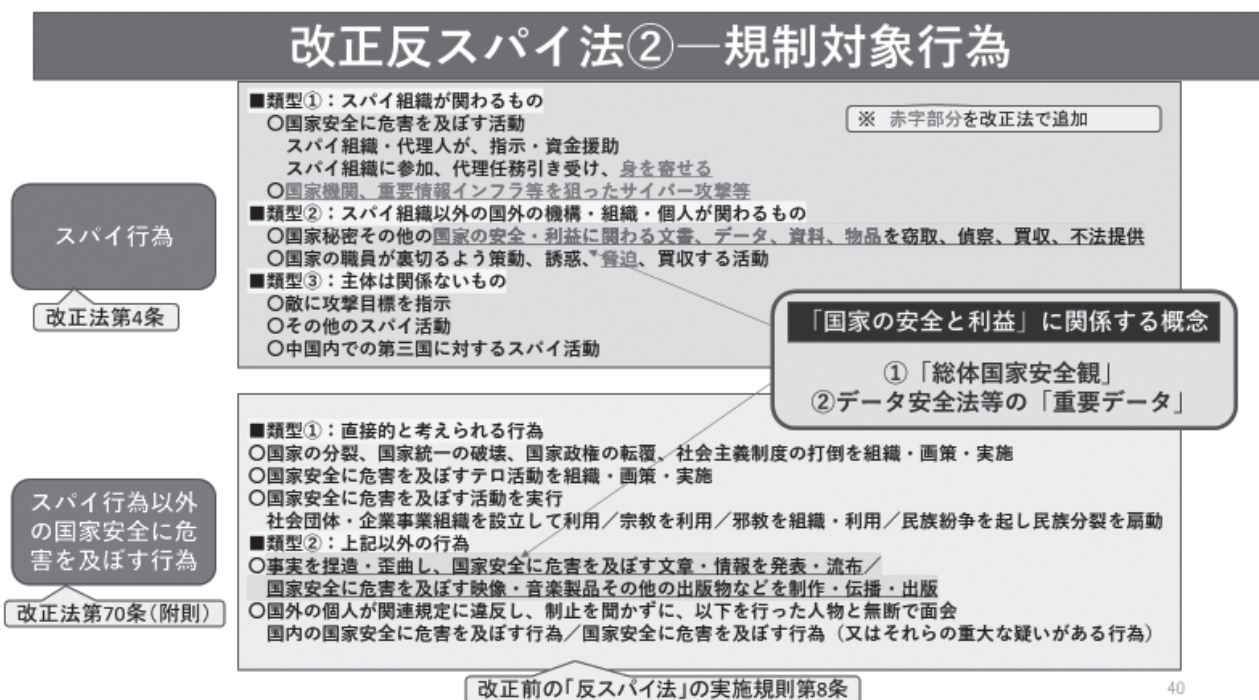 改正反スパイ法②―規制対象行為
■類型①：スパイ組織が関わるもの
※ 赤字部分を改正法で追加
〇国家安全に危害を及ぼす活動
スパイ組織・代理人が、指示・資金援助
スパイ組織に参加、代理任務引き受け、身を寄せる
〇国家機関、重要情報インフラ等を狙ったサイバー攻撃等
■類型②：スパイ組織以外の国外の機構・組織・個人が関わるもの
〇国家秘密その他の国家の安全・利益に関わる文書、データ、資料、物品を窃取、偵察、買収、不法提供
〇国家の職員が裏切るよう策動、誘惑、脅迫、買収する活動
■類型③：主体は関係ないもの
〇敵に攻撃目標を指示
〇その他のスパイ活動
〇中国内での第三国に対するスパイ活動
スパイ行為
改正法第4条
「国家の安全と利益」に関係する概念
①「総体国家安全観」
②データ安全法等の「重要データ」
■類型①：直接的と考えられる行為
〇国家の分裂、国家統一の破壊、国家政権の転覆、社会主義制度の打倒を組織・画策・実施
〇国家安全に危害を及ぼすテロ活動を組織・画策・実施
〇国家安全に危害を及ぼす活動を実行
社会団体・企業事業組織を設立して利用／宗教を利用／邪教を組織・利用／民族紛争を起し民族分裂を扇動
■類型②：上記以外の行為
〇事実を捏造・歪曲し、国家安全に危害を及ぼす文章・情報を発表・流布／
国家安全に危害を及ぼす映像・音楽製品その他の出版物などを制作・伝播・出版
〇国外の個人が関連規定に違反し、制止を聞かずに、以下を行った人物と無断で面会
国内の国家安全に危害を及ぼす行為／国家安全に危害を及ぼす行為（又はそれらの重大な疑いがある行為）
スパイ行為以外
の国家安全に危
害を及ぼす行為
改正法第70条（附則）
改正前の「反スパイ法」の実施規則第8条
40